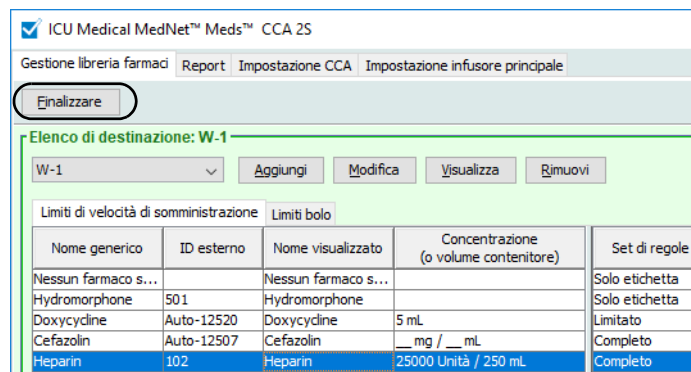 ICU Medical MedNet™ Meds™ CCA 2S
Gestione libreria farmaci Report Impostazione CCA Impostazione infusore principale
Finalizzare
Elenco di destinazione: W-1
W-1 Aggiungi Modifica Visualizza Rimuovi
Limiti di velocità di somministrazione Limiti bolo
Nome generico ID esterno Nome visualizzato Concentrazione (o volume contenitore) Set di regole
Nessun farmaco s... Nessun farmaco s... Solo etichetta
Hydromorphone 501 Hydromorphone Solo etichetta
Doxycycline Auto-12520 Doxycycline 5 mL Limitato
Cefazolin Auto-12507 Cefazolin __ mg / __ mL Completo
Heparin 102 Heparin 25000 Unità / 250 mL Completo